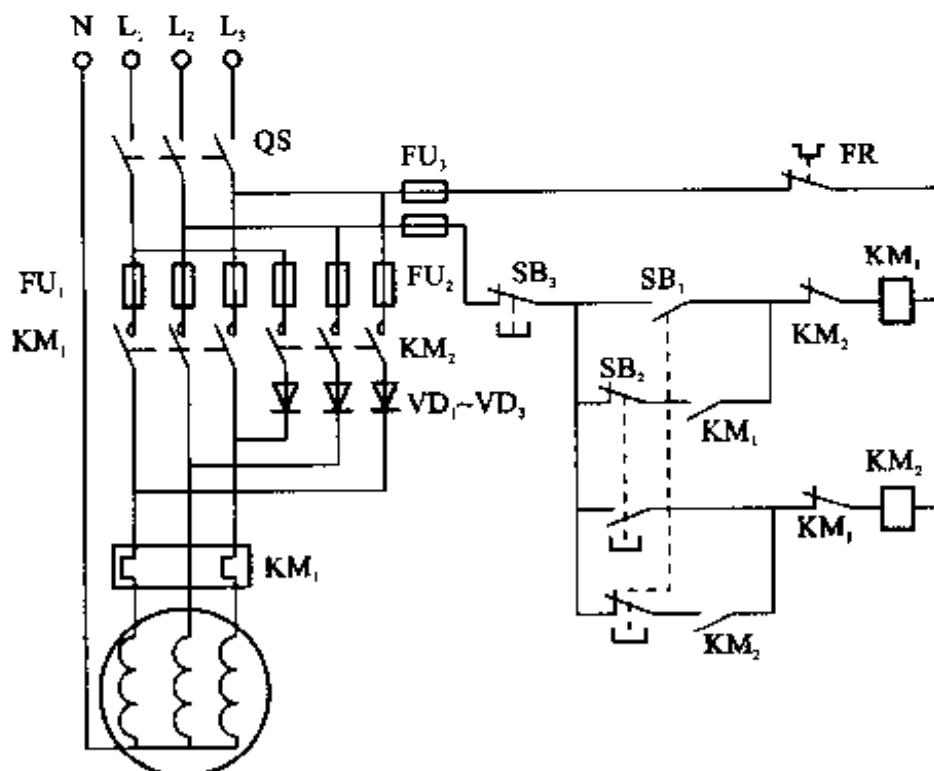 N L₁ L₂ L₃
QS
FU₃
FR
FU₁
FU₂
SB₃
SB₁
KM₁
KM₁
KM₂
KM₂
SB₂
VD₁~VD₃
KM₁
KM₂
KM₁
KM₁
KM₂